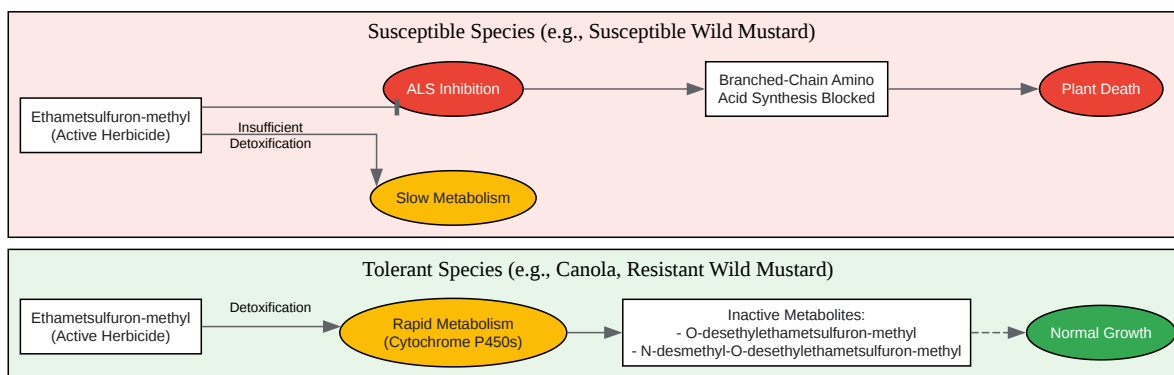 Susceptible Species (e.g., Susceptible Wild Mustard)
Ethametsulfuron-methyl
(Active Herbicide)
ALS Inhibition
Branched-Chain Amino
Acid Synthesis Blocked
Plant Death
Insufficient
Detoxification
Slow Metabolism
Tolerant Species (e.g., Canola, Resistant Wild Mustard)
Ethametsulfuron-methyl
(Active Herbicide)
Detoxification
Rapid Metabolism
(Cytochrome P450s)
Inactive Metabolites:
- O-desethylethametsulfuron-methyl
- N-desmethyl-O-desethylethametsulfuron-methyl
Normal Growth